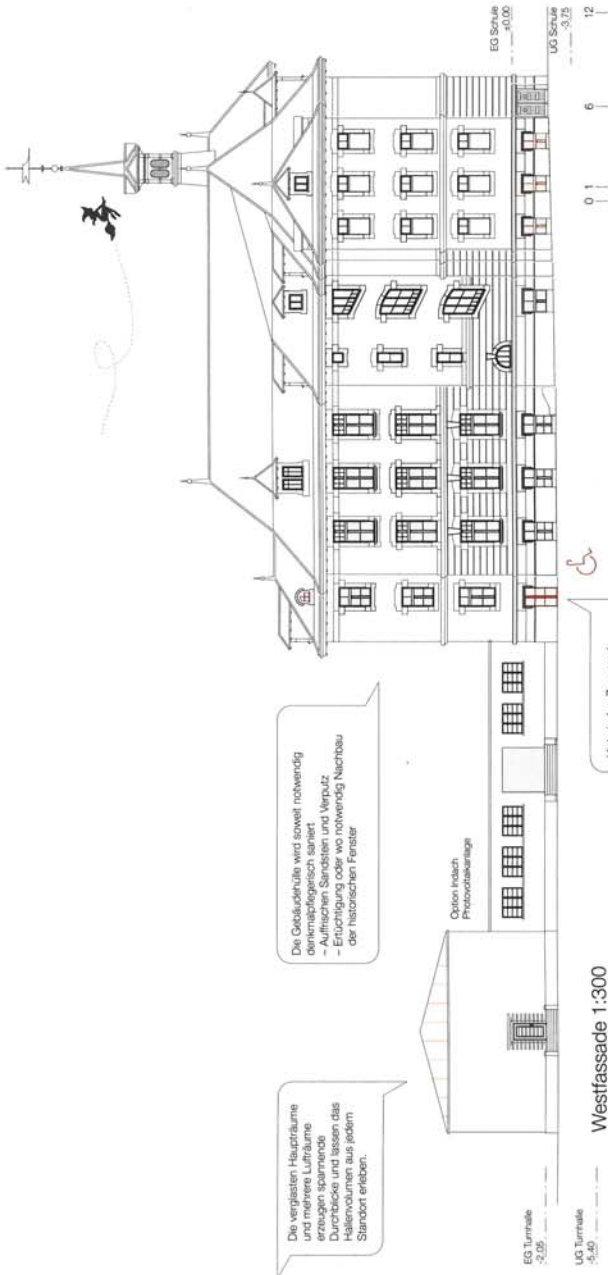 Die verglasten Haupträume
und mehrere Lufträume
erzeugen spannende
Durchblicke und lassen das
Hallenvolumen aus jedem
Standort erleben.
Die Gebäudehülle wird soweit notwendig
denkmalpflegerisch saniert
– Auffrischen Sandstein und Verputz
– Ertüchtigung oder wo notwendig Nachbau
der historischen Fenster
Option Indach
Photovoltaikanlage
EG Turnhalle
-2.05
UG Turnhalle
-5.40
EG Schule
±0.00
UG Schule
-3.75
Westfassade 1:300
0 1 6 12